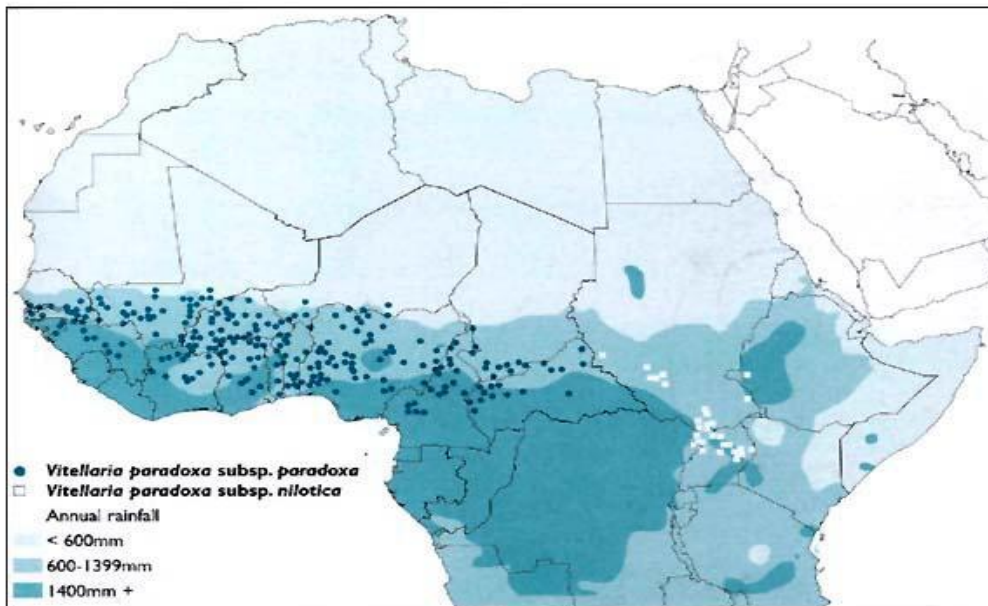 Vitellaria paradoxa subsp. paradoxa
Vitellaria paradoxa subsp. nilotica
Annual rainfall
< 600mm
600-1399mm
1400mm +